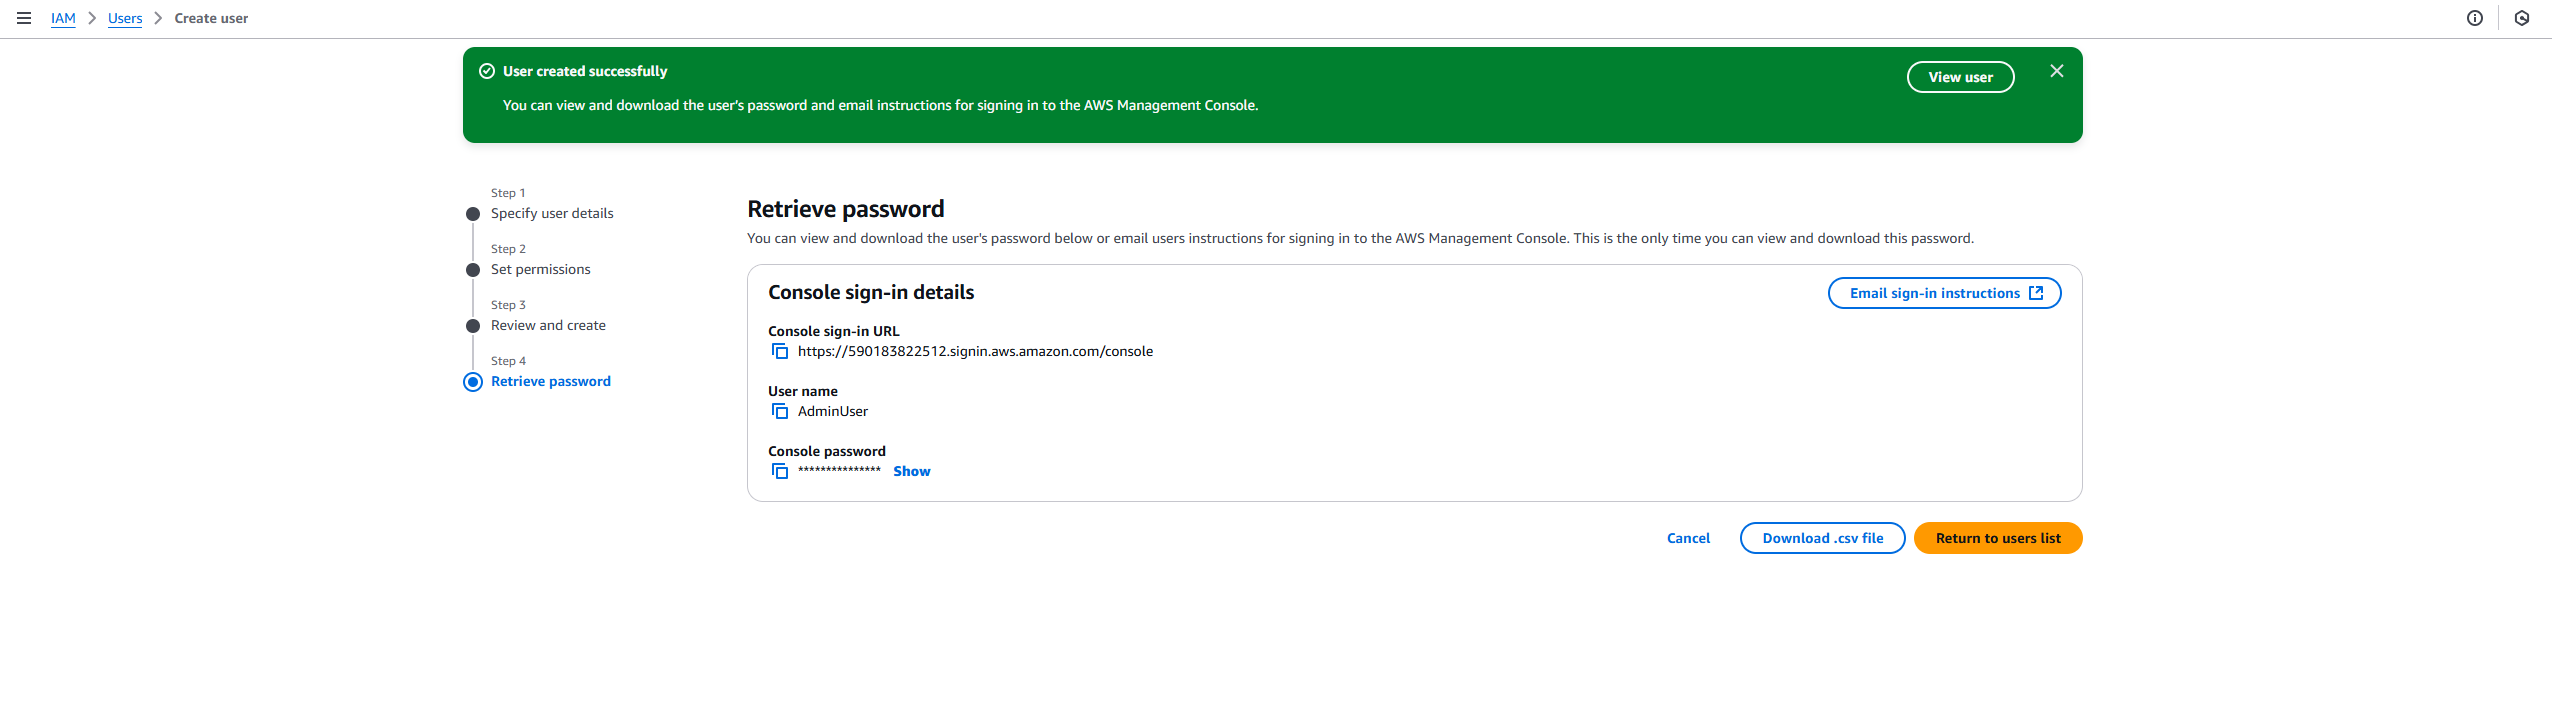 IAM > Users > Create user
User created successfully
You can view and download the user's password and email instructions for signing in to the AWS Management Console.
View user
Step 1
Specify user details
Step 2
Set permissions
Step 3
Review and create
Step 4
Retrieve password
Retrieve password
You can view and download the user's password below or email users instructions for signing in to the AWS Management Console. This is the only time you can view and download this password.
Console sign-in details
Email sign-in instructions
Console sign-in URL
https://590183822512.signin.aws.amazon.com/console
User name
AdminUser
Console password
*************** Show
Cancel
Download .csv file
Return to users list